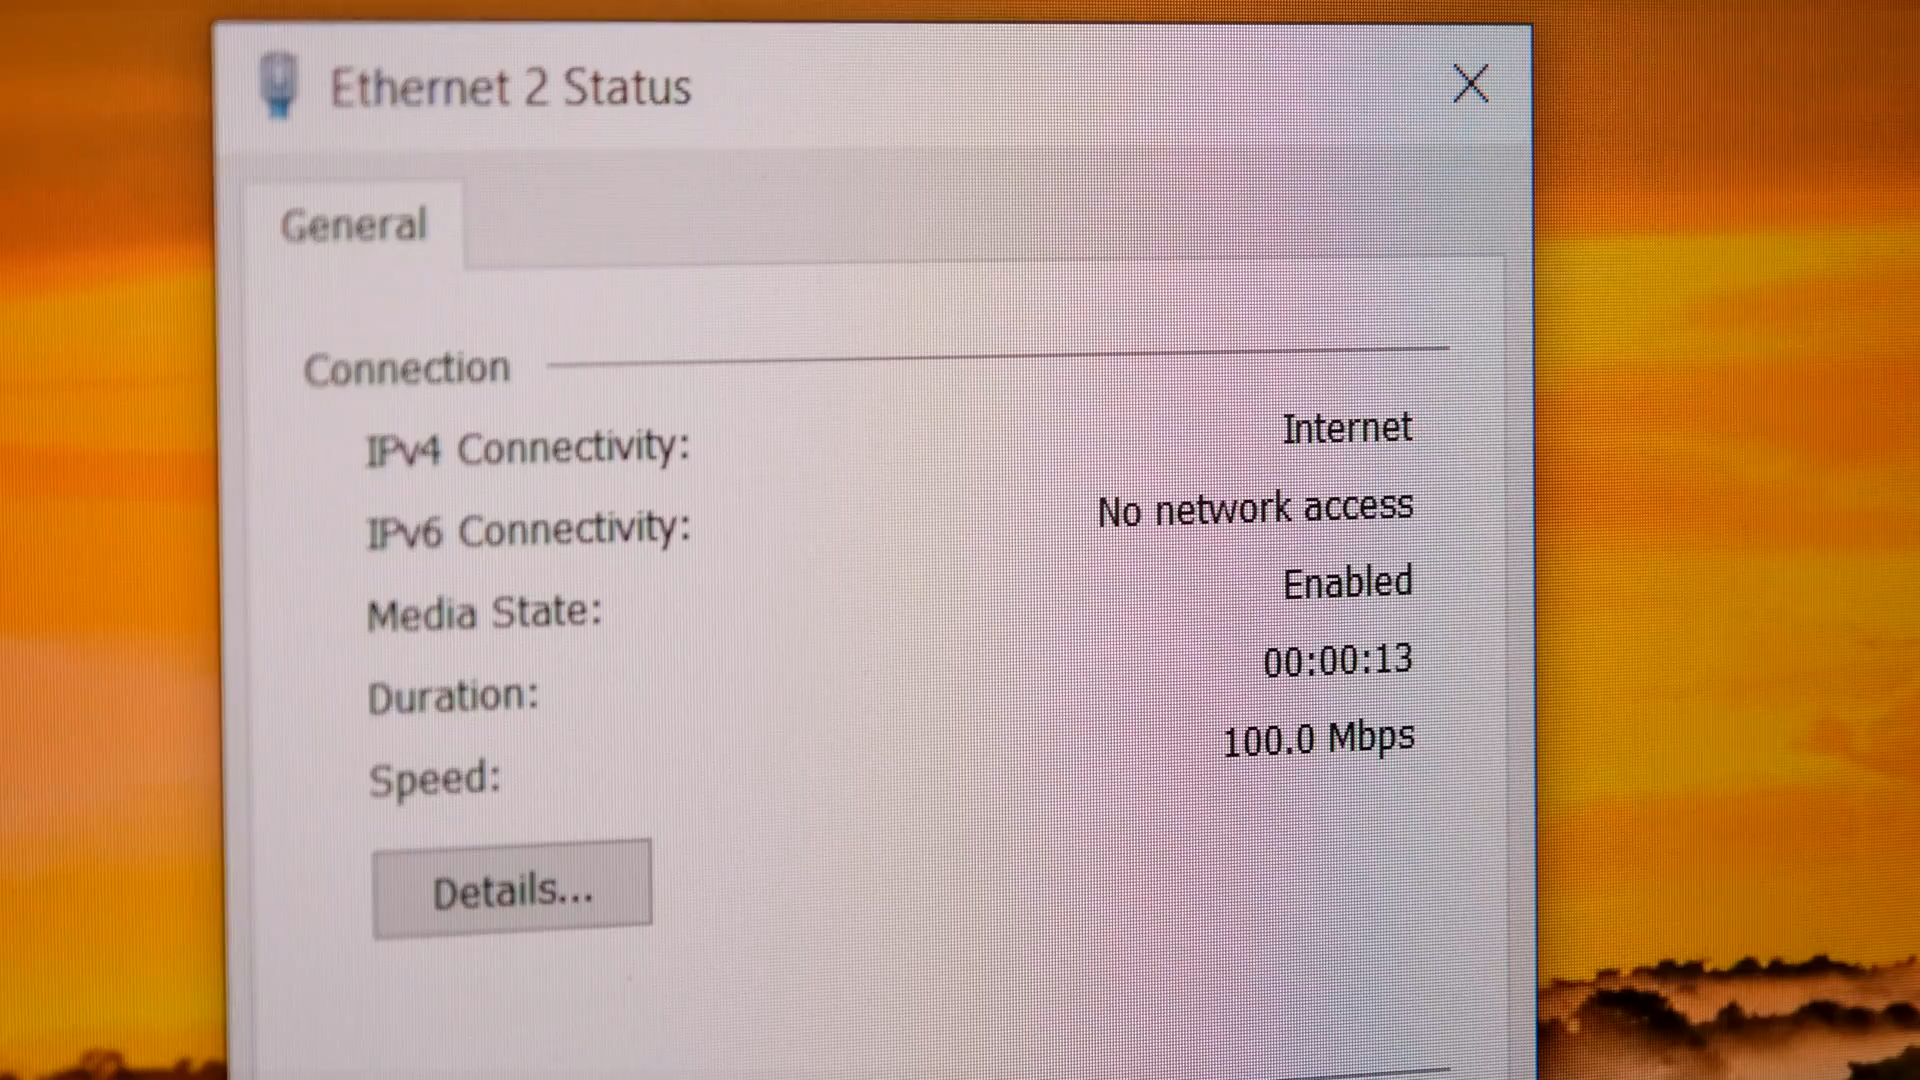 Ethernet 2 Status
General
Connection
IPv4 Connectivity: Internet
IPv6 Connectivity: No network access
Media State: Enabled
Duration: 00:00:13
Speed: 100.0 Mbps
Details...